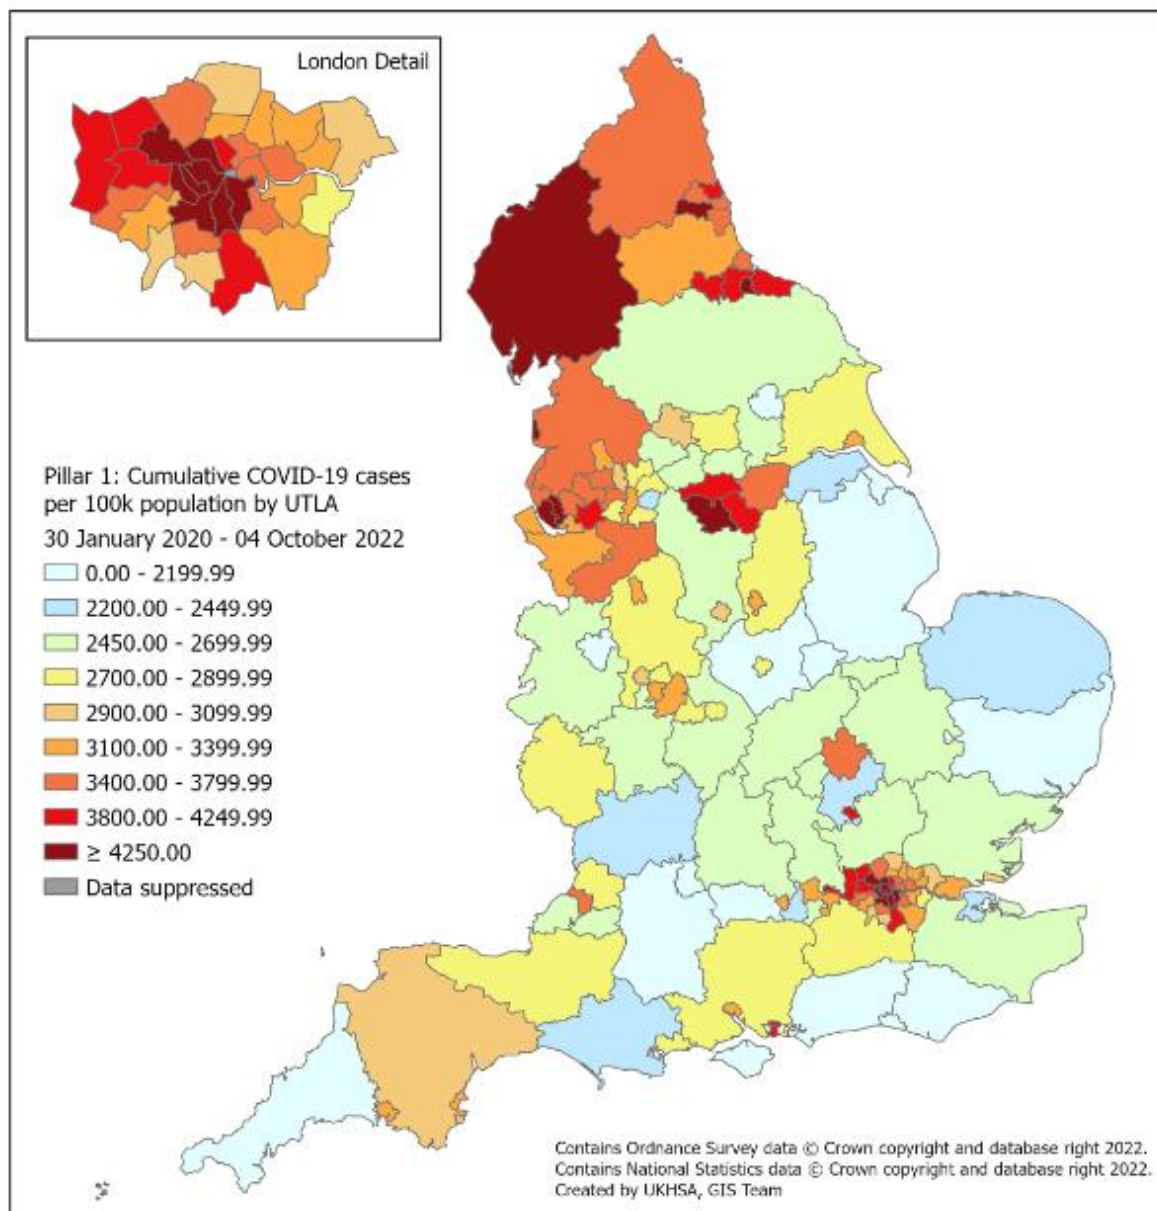 London Detail
Pillar 1: Cumulative COVID-19 cases
per 100k population by UTLA
30 January 2020 - 04 October 2022
0.00 - 2199.99
2200.00 - 2449.99
2450.00 - 2699.99
2700.00 - 2899.99
2900.00 - 3099.99
3100.00 - 3399.99
3400.00 - 3799.99
3800.00 - 4249.99
≥ 4250.00
Data suppressed
Contains Ordnance Survey data © Crown copyright and database right 2022.
Contains National Statistics data © Crown copyright and database right 2022.
Created by UKHSA, GIS Team